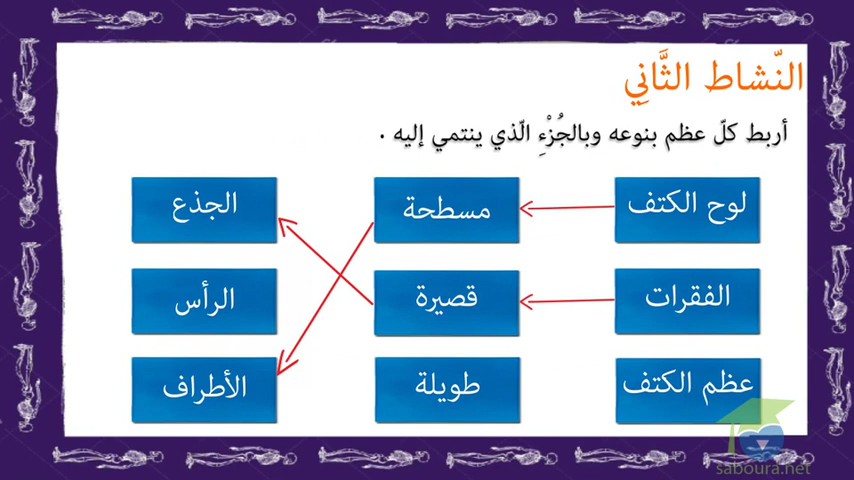 النّشاط الثَّانِي
أربط كلّ عظم بنوعه وبالجُزْءِ الّذي ينتمي إليه .
لوح الكتف
مسطحة
الجذع
الفقرات
قصيرة
الرأس
عظم الكتف
طويلة
الأطراف
saboura.net